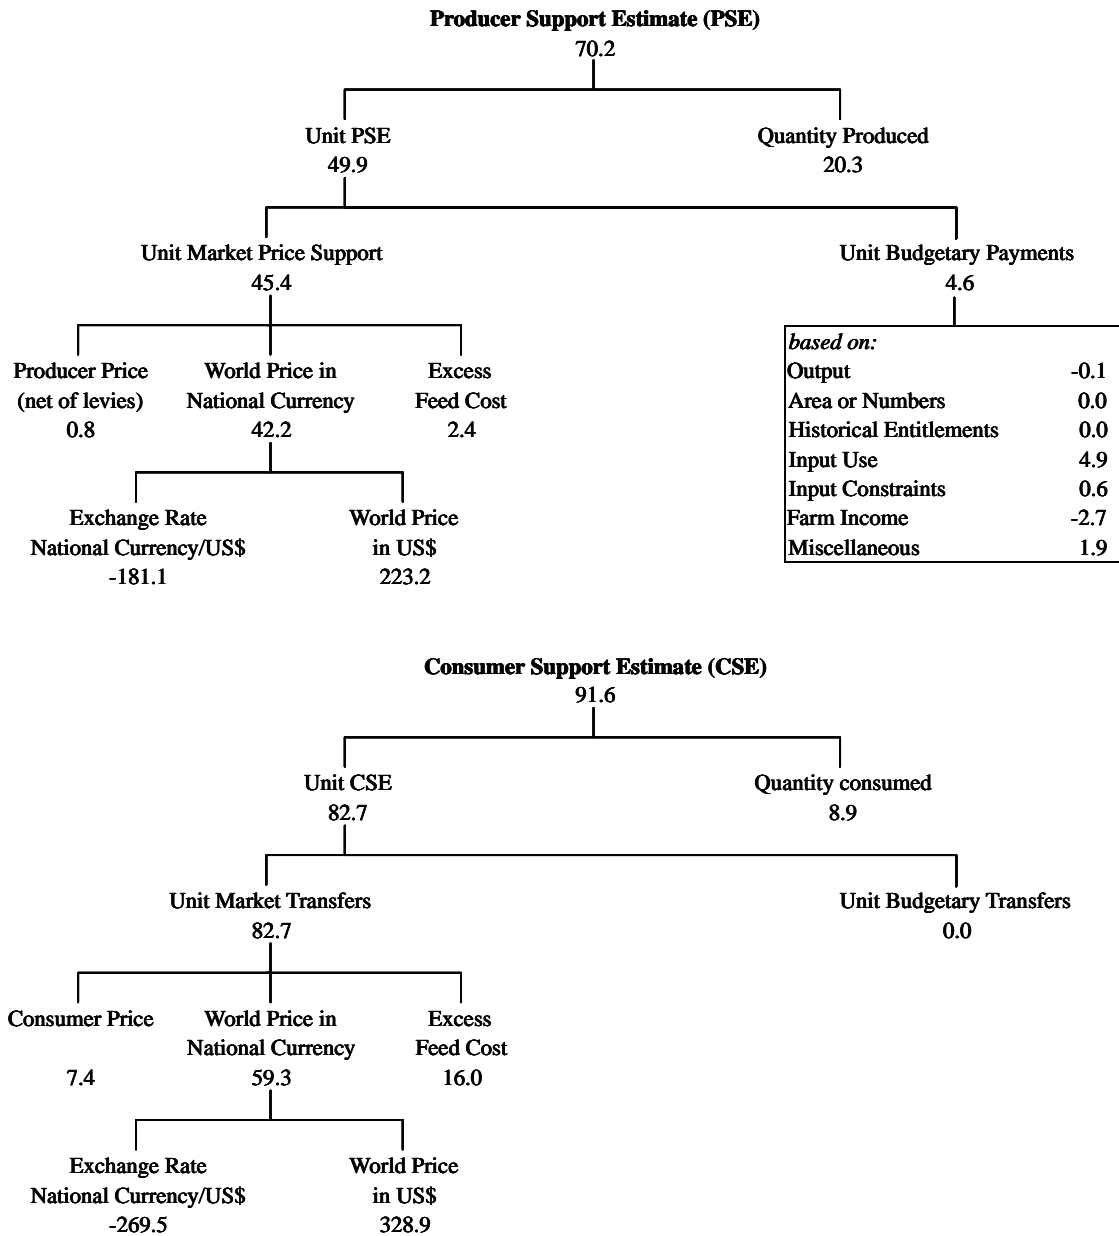 Producer Support Estimate (PSE)
70.2
Unit PSE
Quantity Produced
49.9
20.3
Unit Market Price Support
Unit Budgetary Payments
45.4
4.6
based on:
Producer Price
World Price in
Excess
Output -0.1
(net of levies)
National Currency
Feed Cost
Area or Numbers 0.0
0.8
42.2
2.4
Historical Entitlements 0.0
Input Use 4.9
Input Constraints 0.6
Exchange Rate
World Price
Farm Income -2.7
National Currency/US$
in US$
Miscellaneous 1.9
-181.1
223.2
Consumer Support Estimate (CSE)
91.6
Unit CSE
Quantity consumed
82.7
8.9
Unit Market Transfers
Unit Budgetary Transfers
82.7
0.0
Consumer Price
World Price in
Excess
National Currency
Feed Cost
7.4
59.3
16.0
Exchange Rate
World Price
National Currency/US$
in US$
-269.5
328.9